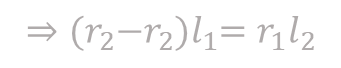 ⇒ (r₂−r₂)l₁= r₁l₂